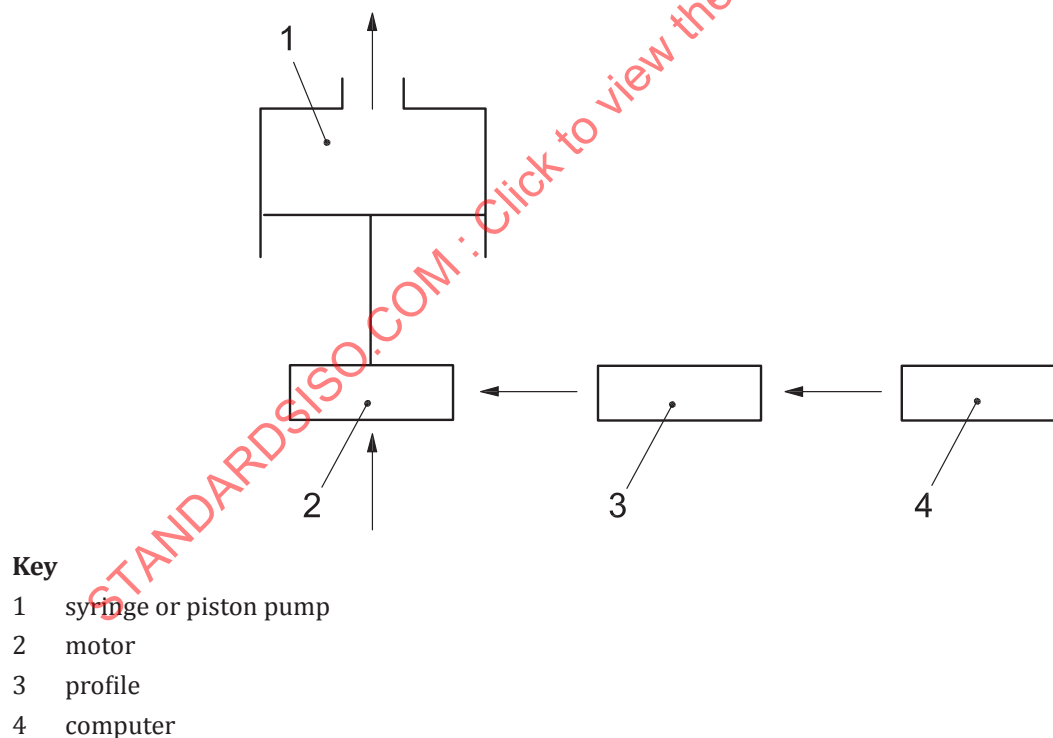 1
2
3
4
STANDARDSISO.COM : Click to view the
Key
1 syringe or piston pump
2 motor
3 profile
4 computer